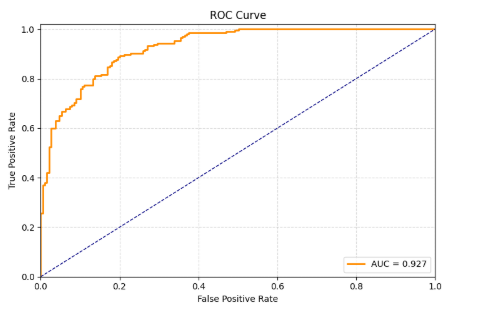 ROC Curve
1.0
0.8
0.6
0.4
0.2
0.0
True Positive Rate
AUC = 0.927
0.0 0.2 0.4 0.6 0.8 1.0
False Positive Rate